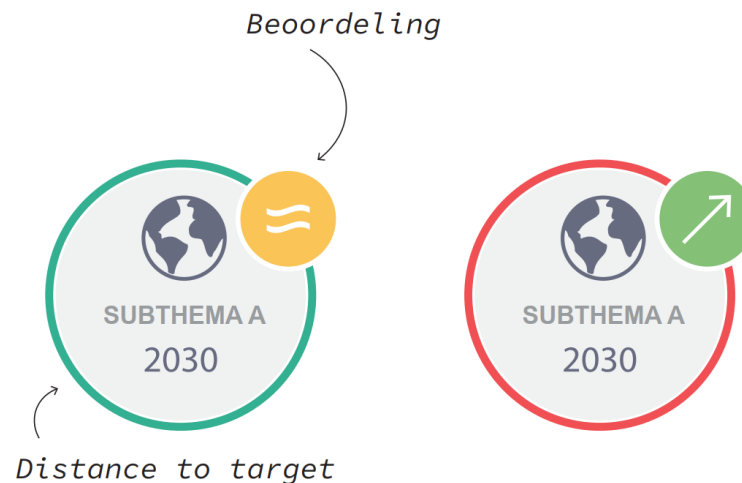 Beoordeling
SUBTHEMA A
2030
SUBTHEMA A
2030
Distance to target